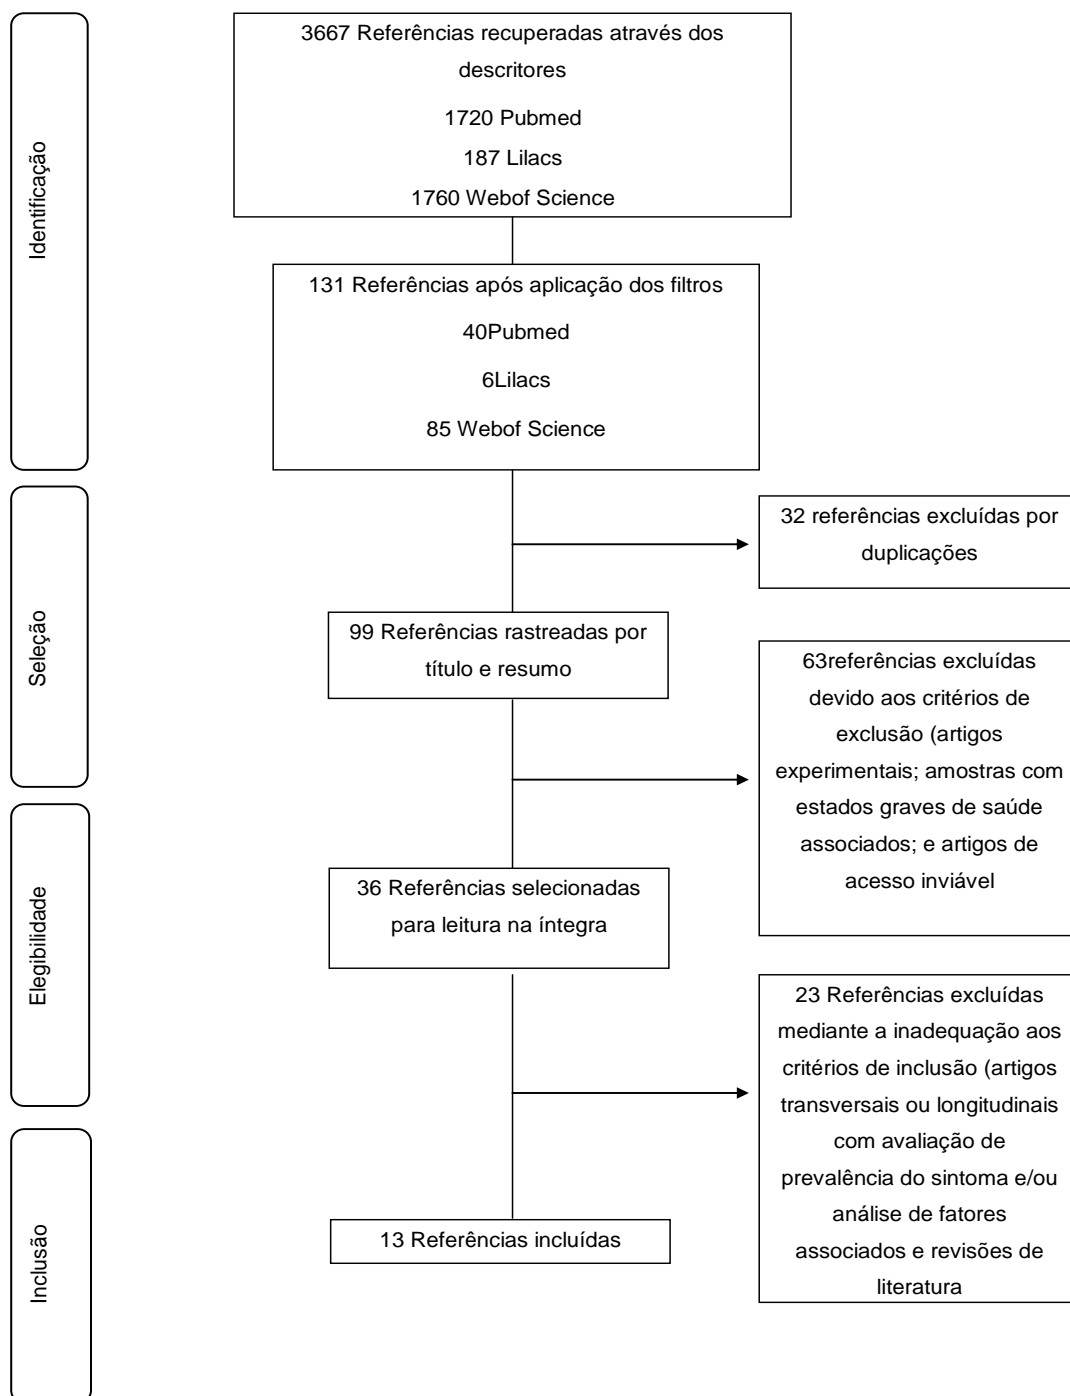 Identificação
3667 Referências recuperadas através dos
descritores
1720 Pubmed
187 Lilacs
1760 Webof Science
131 Referências após aplicação dos filtros
40Pubmed
6Lilacs
85 Webof Science
Seleção
32 referências excluídas por
duplicações
99 Referências rastreadas por
título e resumo
63referências excluídas
devido aos critérios de
exclusão (artigos
experimentais; amostras com
estados graves de saúde
associados; e artigos de
acesso inviável
Elegibilidade
36 Referências selecionadas
para leitura na íntegra
23 Referências excluídas
mediante a inadequação aos
critérios de inclusão (artigos
transversais ou longitudinais
com avaliação de
prevalência do sintoma e/ou
análise de fatores
associados e revisões de
literatura
Inclusão
13 Referências incluídas